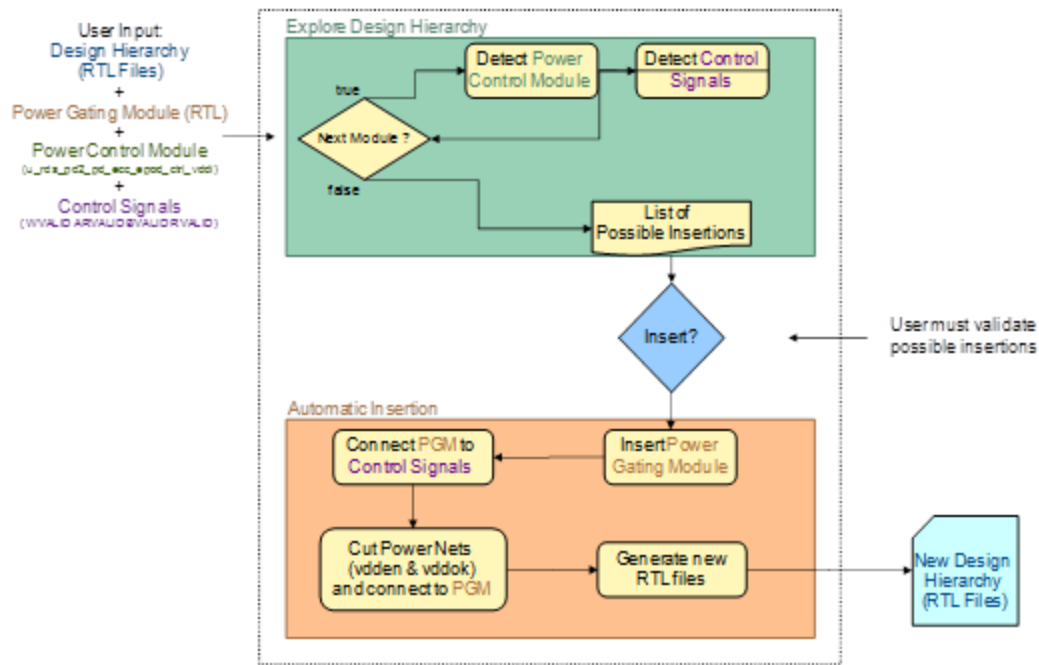 User Input:
Design Hierarchy
(RTL Files)
+
Power Gating Module (RTL)
+
Power Control Module
+
Control Signals
Explore Design Hierarchy
Detect Power
Control Module
Detect Control
Signals
true
Next Module ?
false
List of
Possible Insertions
Insert?
User must validate
possible insertions
Automatic Insertion
Connect PGM to
Control Signals
Insert Power
Gating Module
Cut Power Nets
(vdden & vddok)
and connect to PGM
Generate new
RTL files
New Design
Hierarchy
(RTL Files)